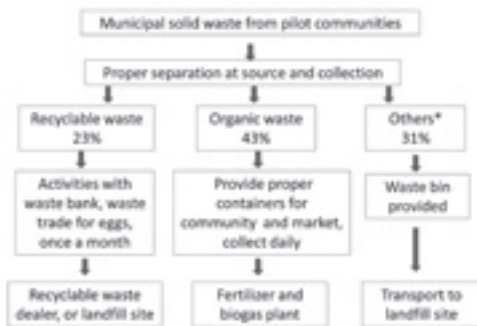 Municipal solid waste from pilot communities
Proper separation at source and collection
Recyclable waste
23%
Organic waste
43%
Others*
31%
Activities with
waste bank, waste
trade for eggs,
once a month
Provide proper
containers for
community and market,
collect daily
Waste bin
provided
Recyclable waste
dealer, or landfill site
Fertilizer and
biogas plant
Transport to
landfill site